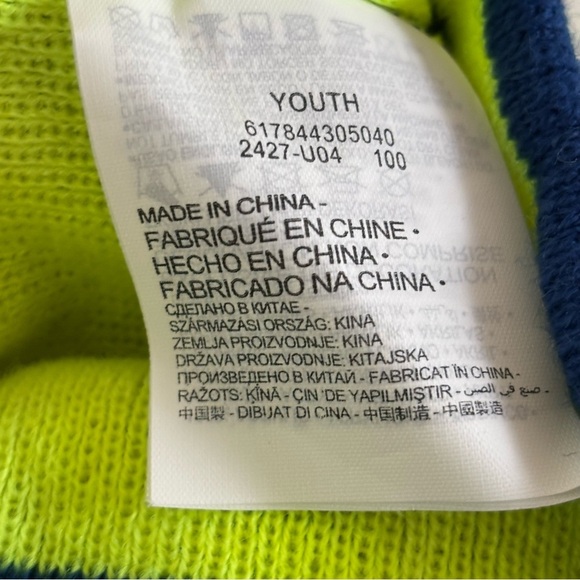 YOUTH
617844305040
2427-U04 100
MADE IN CHINA -
FABRIQUÉ EN CHINE •
HECHO EN CHINA •
FABRICADO NA CHINA •
СДЕЛАНО В КИТАЕ -
SZÁRMAZÁSI ORSZÁG: KINA
ZEMLJA PROIZVODNJE: KINA
DRŽAVA PROIZVODNJE: KITAJSKA
ПРОИЗВЕДЕНО В КИТАЙ - FABRICAT ÎN CHINA -
RAŽOTS: ĶĪNĀ - ÇIN 'DE YAPILMIŞTIR - صنع في الصين -
中国製 - DIBUAT DI CINA - 中国制造 - 中國製造